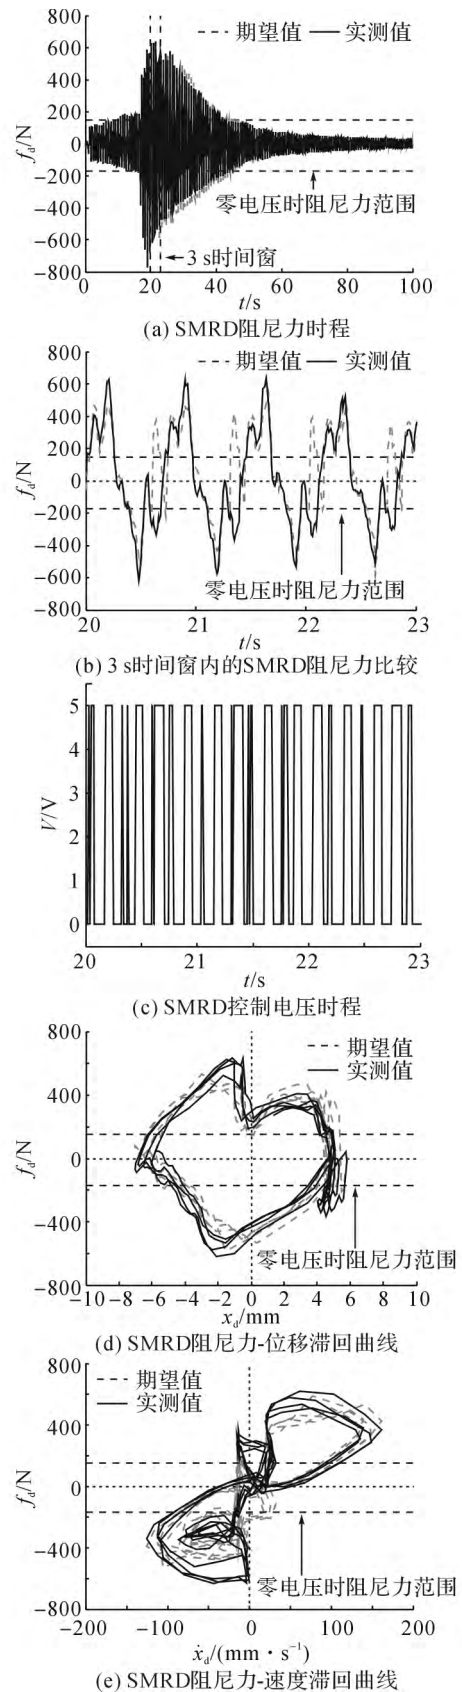 800
期望值 实测值
600
400
200
f_d/N
0
−200
零电压时阻尼力范围
−400
−600
3 s时间窗
−800
0 20 40 60 80 100
t/s
(a) SMRD阻尼力时程
800
期望值 实测值
600
400
200
f_d/N
0
−200
−400
零电压时阻尼力范围
−600
−800
20 21 22 23
t/s
(b) 3 s时间窗内的SMRD阻尼力比较
5
4
3
V/V
2
1
0
20 21 22 23
t/s
(c) SMRD控制电压时程
800
期望值
实测值
400
f_d/N
0
−400
零电压时阻尼力范围
−800
−10 −8 −6 −4 −2 0 2 4 6 8 10
x_d/mm
(d) SMRD阻尼力-位移滞回曲线
800
期望值
600
实测值
400
200
f_d/N
0
−200
−400
−600
零电压时阻尼力范围
−800
−200 −100 0 100 200
ẋ_d/(mm·s⁻¹)
(e) SMRD阻尼力-速度滞回曲线